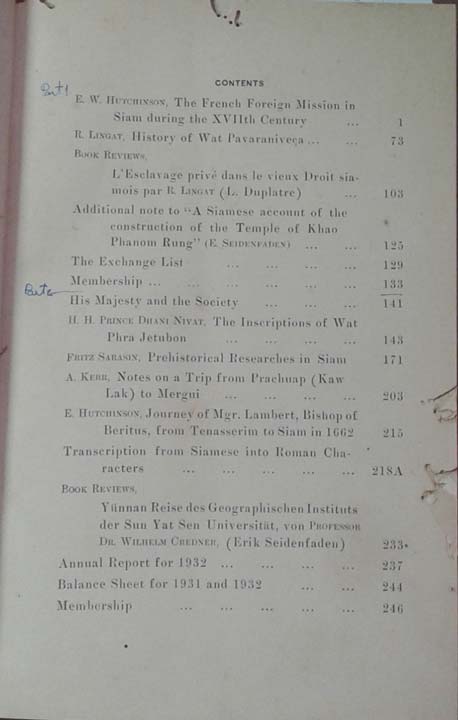 CONTENTS
Part 1
E. W. HUTCHINSON, The French Foreign Mission in
Siam during the XVIIth Century ... 1
R. LINGAT, History of Wat Pavaraniveça ... ... 73
BOOK REVIEWS,
L'Esclavage privé dans le vieux Droit sia-
mois par R. LINGAT (L. Duplatre) ... 103
Additional note to "A Siamese account of the
construction of the Temple of Khao
Phanom Rung" (E. SEIDENFADEN) ... ... 125
The Exchange List ... ... ... ... 129
Membership ... ... ... ... ... 133
His Majesty and the Society ... ... ... 141
H. H. PRINCE DHANI NIVAT, The Inscriptions of Wat
Phra Jetubon ... ... ... ... 143
FRITZ SARASIN, Prehistorical Researches in Siam 171
A. KERR, Notes on a Trip from Prachuap (Kaw
Lak) to Mergui ... ... ... ... 203
E. HUTCHINSON, Journey of Mgr. Lambert, Bishop of
Beritus, from Tenasserim to Siam in 1662 215
Transcription from Siamese into Roman Cha-
racters ... ... ... ... ... 218A
BOOK REVIEWS,
Yünnan Reise des Geographischen Instituts
der Sun Yat Sen Universität, von PROFESSOR
DR. WILHELM CREDNER, (Erik Seidenfaden) 233
Annual Report for 1932 ... ... ... ... 237
Balance Sheet for 1931 and 1932 ... ... 244
Membership ... ... ... ... ... 246